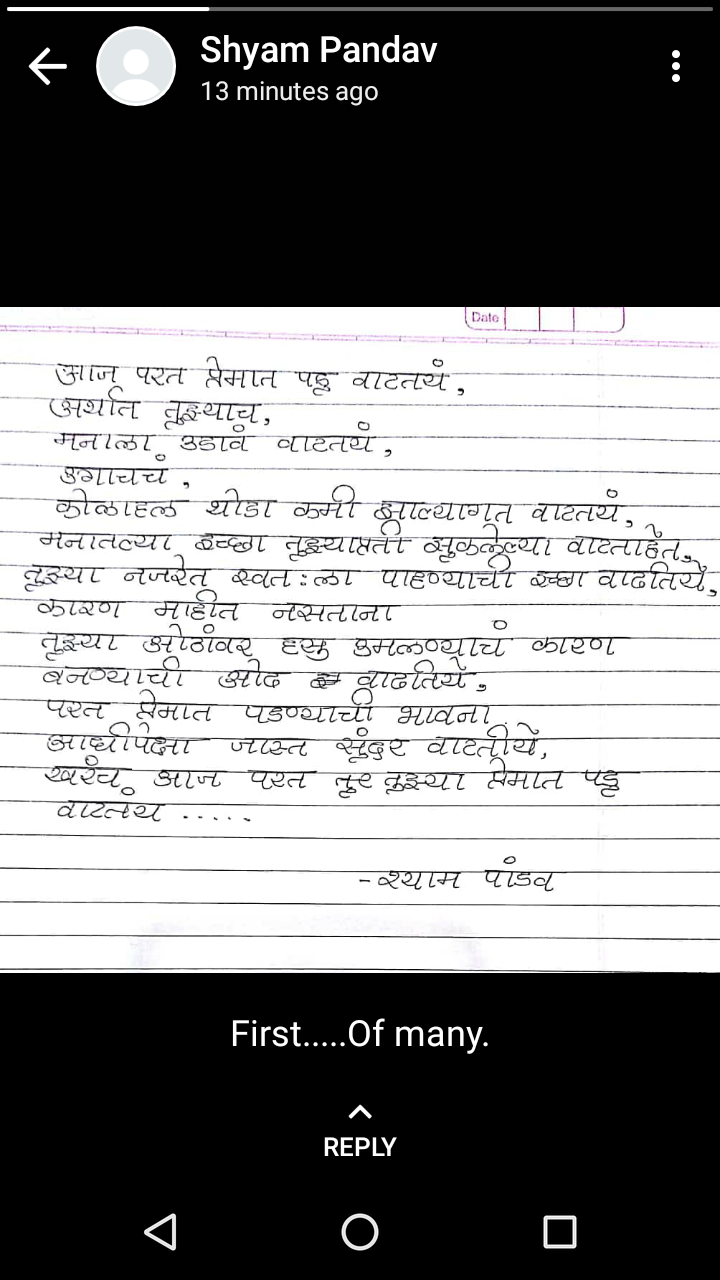 Shyam Pandav
13 minutes ago
Date
आज परत प्रेमात पडू वाटतयं,
अर्थात तूझ्याच,
मनाला उडावं वाटतयं,
उगाचचं,
कोळाहल थोडा कमी झाल्यागत वाटतयं,
मनातल्या इच्छा तूझ्याप्रती सूकलेल्या वाटताहेत,
तूझ्या नजरेत स्वत:ला पाहण्याची इच्छा वाढतिये,
कारण माहीत नसताना
तूझ्या ओठांवर हसू उमलण्याचं कारण
बनण्याची ओढ वाढतिये,
परत प्रेमात पडण्याची भावना
आधीपेक्षा जास्त सूंदर वाटतीये,
खरंच, आज परत तूझ्या प्रेमात पडू
वाटतयं .....
-श्याम पांडव
First.....Of many.
REPLY